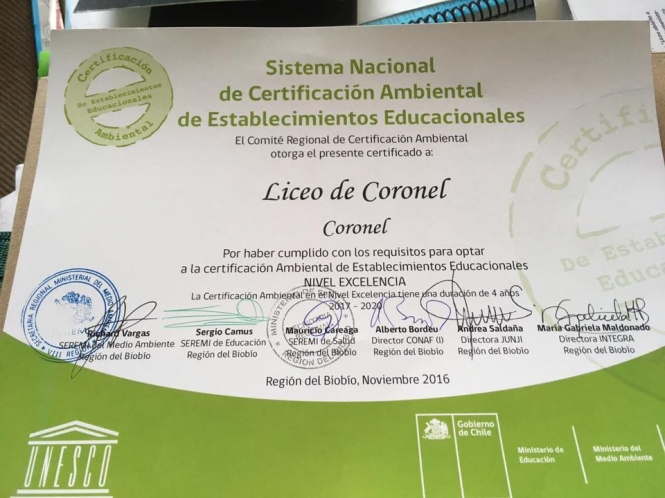 Certificación
De Establecimientos
Educacionales
Ambiental
Sistema Nacional
de Certificación Ambiental
de Establecimientos Educacionales
El Comité Regional de Certificación Ambiental
otorga el presente certificado a:
Liceo de Coronel
Coronel
Por haber cumplido con los requisitos para optar
a la certificación Ambiental de Establecimientos Educacionales
NIVEL EXCELENCIA
La Certificación Ambiental en el Nivel Excelencia tiene una duración de 4 años
2017 - 2020
Richard Vargas
SEREMI del Medio Ambiente
Región del Biobío
Sergio Camus
SEREMI de Educación
Región del Biobío
Mauricio Careaga
SEREMI de Salud
Región del Biobío
Alberto Bordeu
Director CONAF (I)
Región del Biobío
Andrea Saldaña
Directora JUNJI
Región del Biobío
María Gabriela Maldonado
Directora INTEGRA
Región del Biobío
Región del Biobío, Noviembre 2016
UNESCO
Gobierno
de Chile
Ministerio de
Educación
Ministerio del
Medio Ambiente